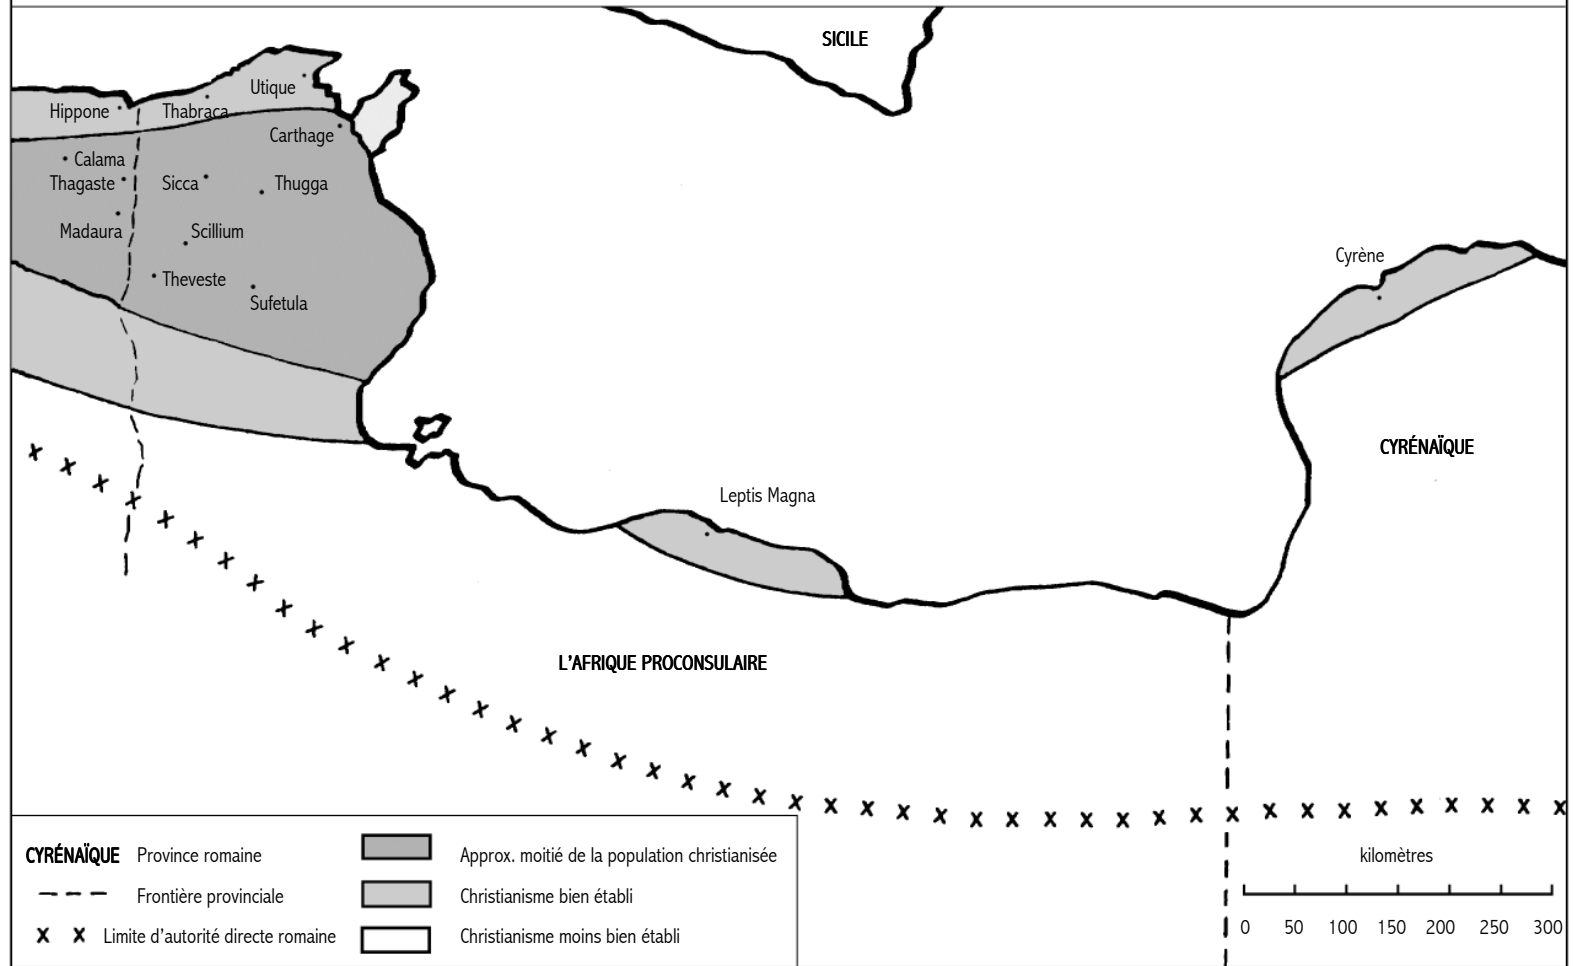 SICILE
Utique
Hippone
Thabraca
Carthage
Calama
Thagaste
Sicca
Thugga
Madaura
Scillium
Theveste
Sufetula
Cyrène
CYRÉNAÏQUE
Leptis Magna
L'AFRIQUE PROCONSULAIRE
CYRÉNAÏQUE Province romaine
Frontière provinciale
X X Limite d'autorité directe romaine
Approx. moitié de la population christianisée
Christianisme bien établi
Christianisme moins bien établi
kilomètres
0 50 100 150 200 250 300